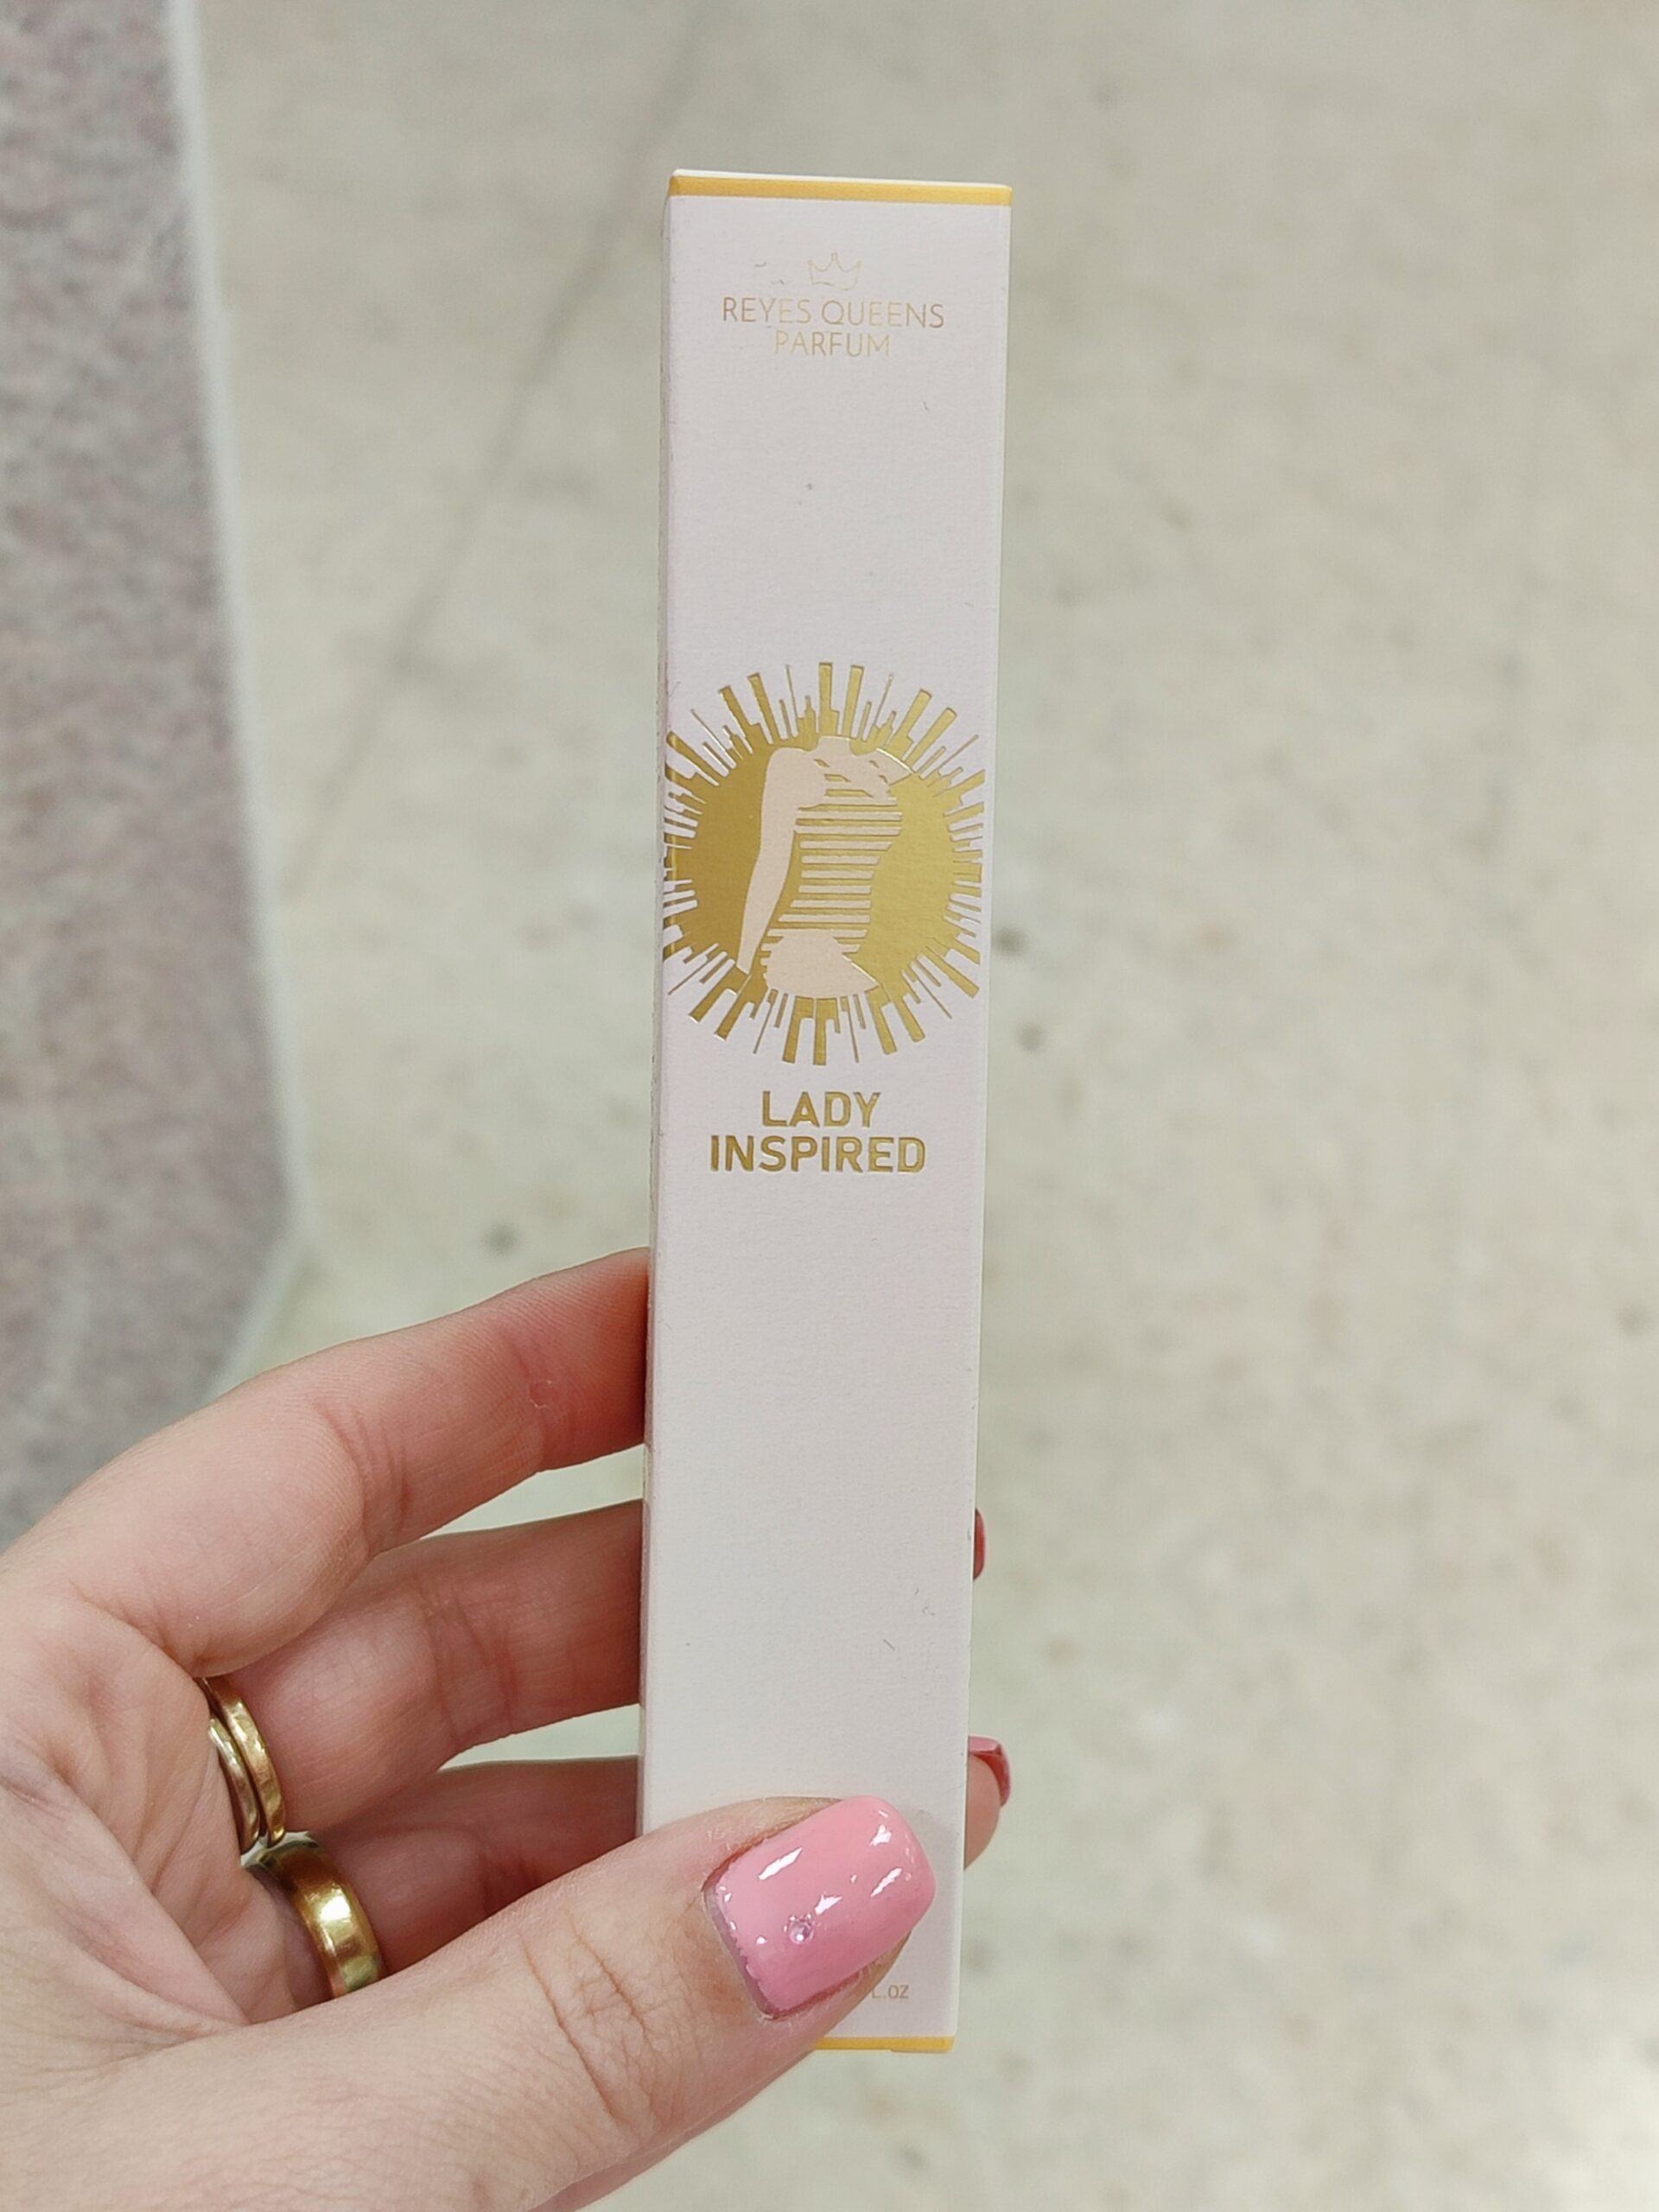 REYES QUEENS
PARFUM
LADY
INSPIRED